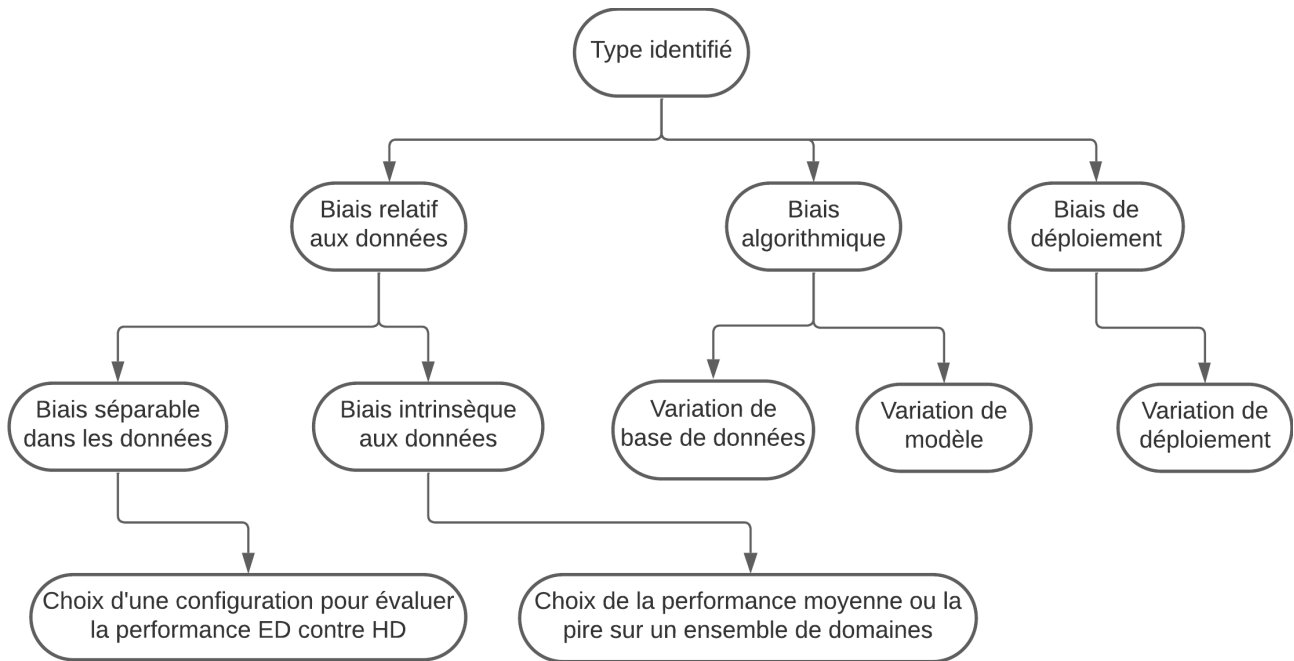 Type identifié
Biais relatif
aux données
Biais
algorithmique
Biais de
déploiement
Biais séparable
dans les données
Biais intrinsèque
aux données
Variation de
base de données
Variation de
modèle
Variation de
déploiement
Choix d'une configuration pour évaluer
la performance ED contre HD
Choix de la performance moyenne ou la
pire sur un ensemble de domaines